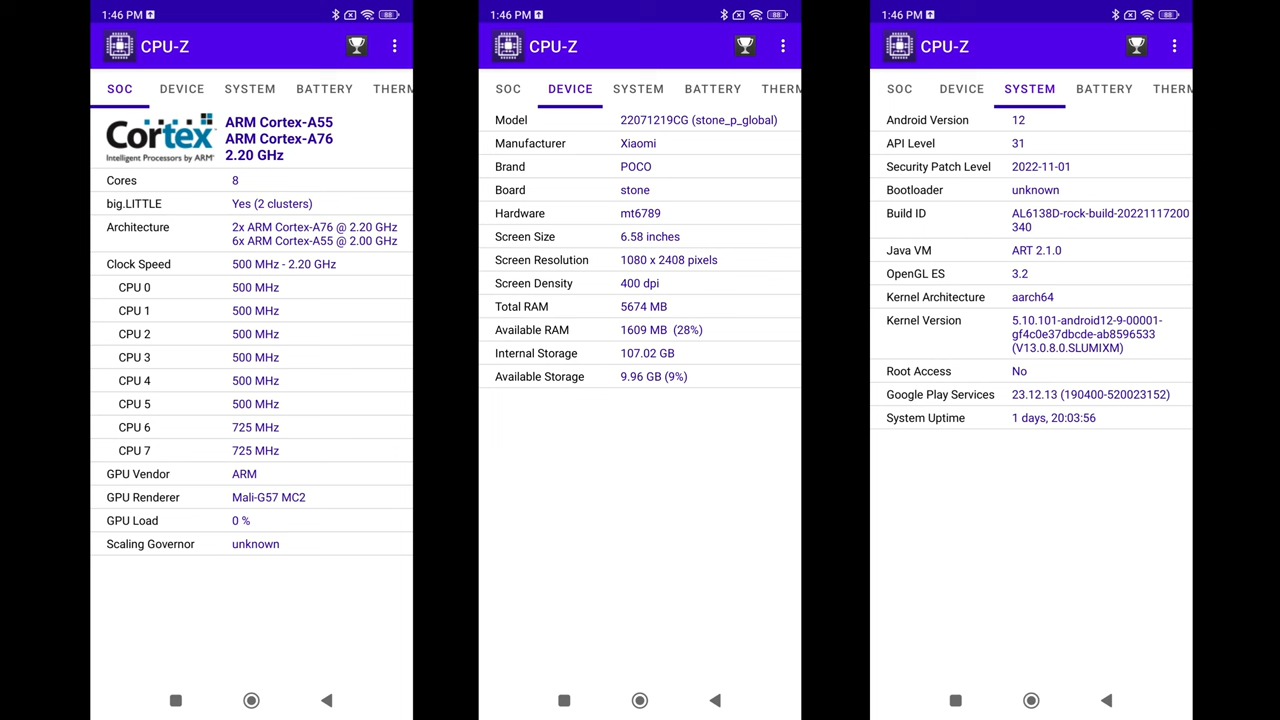 1:46 PM
88
CPU-Z
SOC DEVICE SYSTEM BATTERY THERM
Cortex
Intelligent Processors by ARM
ARM Cortex-A55
ARM Cortex-A76
2.20 GHz
Cores 8
big.LITTLE Yes (2 clusters)
Architecture 2x ARM Cortex-A76 @ 2.20 GHz
6x ARM Cortex-A55 @ 2.00 GHz
Clock Speed 500 MHz - 2.20 GHz
CPU 0 500 MHz
CPU 1 500 MHz
CPU 2 500 MHz
CPU 3 500 MHz
CPU 4 500 MHz
CPU 5 500 MHz
CPU 6 725 MHz
CPU 7 725 MHz
GPU Vendor ARM
GPU Renderer Mali-G57 MC2
GPU Load 0 %
Scaling Governor unknown
1:46 PM
88
CPU-Z
SOC DEVICE SYSTEM BATTERY THERM
Model 22071219CG (stone_p_global)
Manufacturer Xiaomi
Brand POCO
Board stone
Hardware mt6789
Screen Size 6.58 inches
Screen Resolution 1080 x 2408 pixels
Screen Density 400 dpi
Total RAM 5674 MB
Available RAM 1609 MB (28%)
Internal Storage 107.02 GB
Available Storage 9.96 GB (9%)
1:46 PM
88
CPU-Z
SOC DEVICE SYSTEM BATTERY THERM
Android Version 12
API Level 31
Security Patch Level 2022-11-01
Bootloader unknown
Build ID AL6138D-rock-build-20221117200
340
Java VM ART 2.1.0
OpenGL ES 3.2
Kernel Architecture aarch64
Kernel Version 5.10.101-android12-9-00001-
gf4c0e37dbcde-ab8596533
(V13.0.8.0.SLUMIXM)
Root Access No
Google Play Services 23.12.13 (190400-520023152)
System Uptime 1 days, 20:03:56